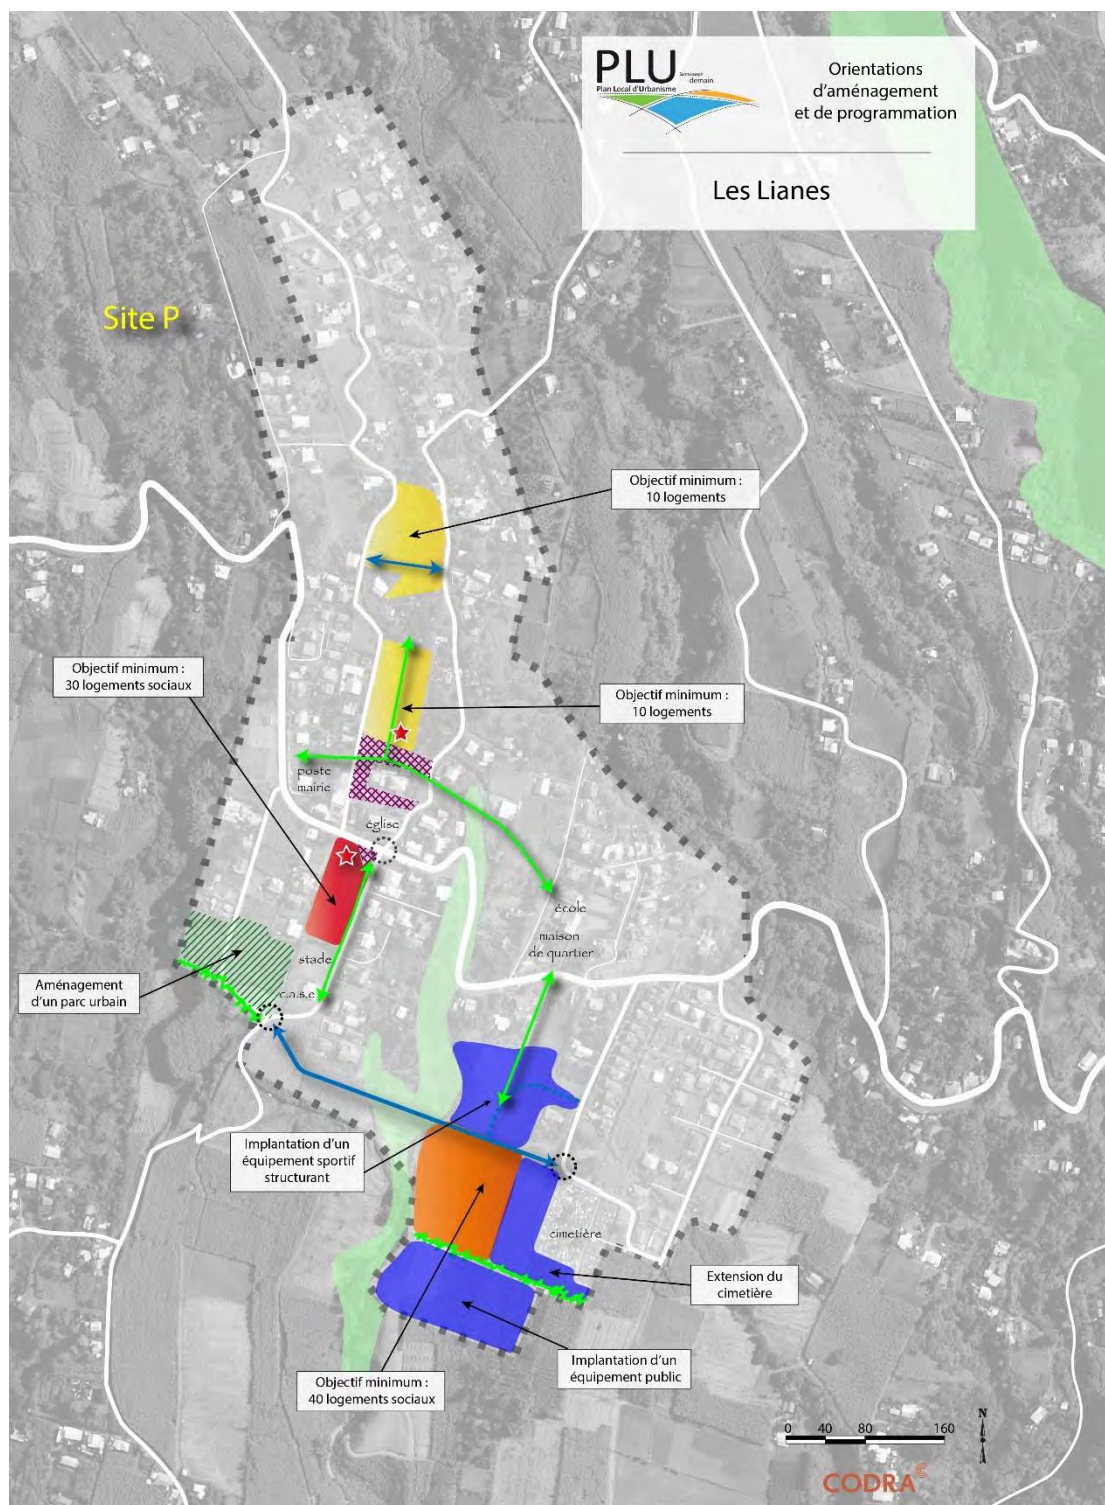 PLU
Saint-Joseph
demain
Plan Local d'Urbanisme
Orientations
d'aménagement
et de programmation
Les Lianes
Site P
Objectif minimum :
10 logements
Objectif minimum :
30 logements sociaux
Objectif minimum :
10 logements
poste
mairie
église
école
maison
de quartier
stade
c.a.s.e
Aménagement
d'un parc urbain
Implantation d'un
équipement sportif
structurant
cimetière
Extension du
cimetière
Implantation d'un
équipement public
Objectif minimum :
40 logements sociaux
0 40 80 160
N
CODRA